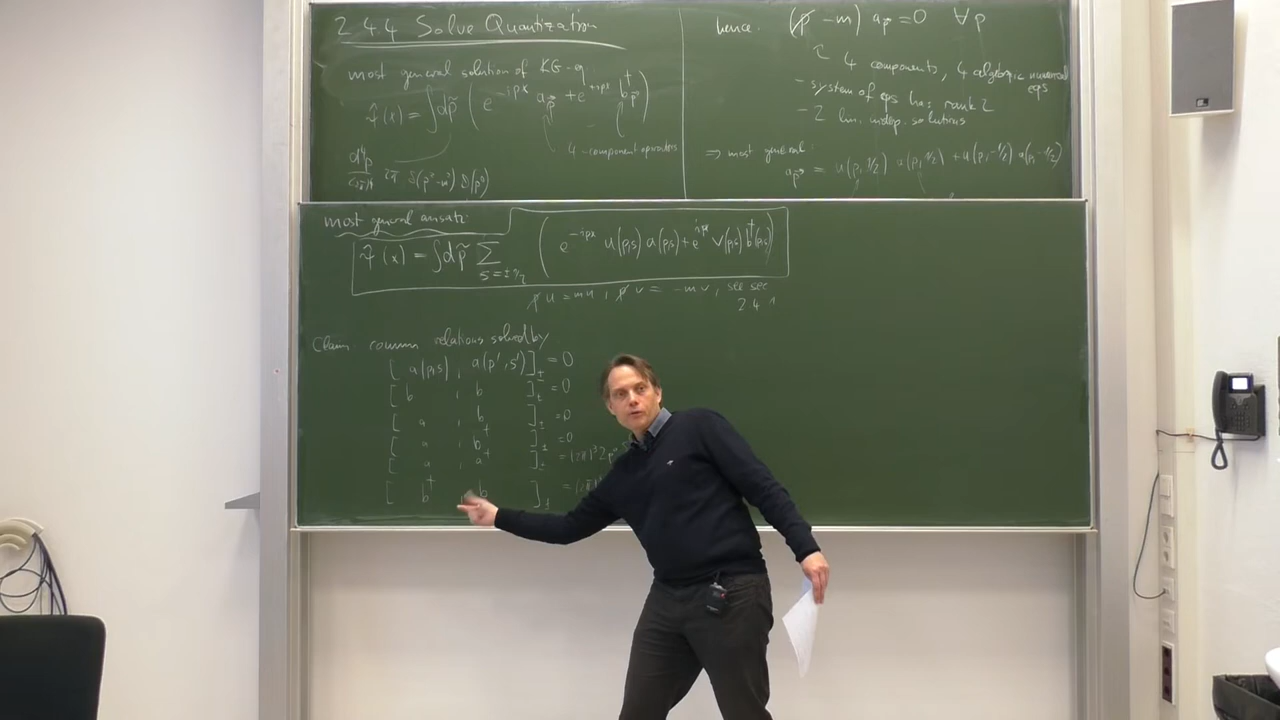 2.4.4 Solve Quantization
most general solution of KG-eq
ψ̂(x) = ∫dp̃ ( e^{-ipx} a_p⃗ + e^{+ipx} b†_p⃗ )
4-component operators
d⁴p/(2π)⁴ 2π δ(p²-m²) ϑ(p⁰)
hence: (p̸ - m) a_p⃗ = 0 ∀p
4 components, 4 algebraic numerical eqs
- system of eqs has rank 2
- 2 lin. indep. solutions
⇒ most general:
a_p⃗ = u(p,1/2) a(p,1/2) + u(p,-1/2) a(p,-1/2)
most general ansatz:
ψ̂(x) = ∫dp̃ Σ_{s=±1/2} ( e^{-ipx} u(p,s) a(p,s) + e^{ipx} v(p,s) b†(p,s) )
p̸ u = mu, p̸ v = -mv, see sec 2.4.1
Claim: comm relations solved by
[ a(p,s) , a(p',s') ]_± = 0
[ b , b ]_± = 0
[ a , b ]_± = 0
[ a , b† ]_± = 0
[ a , a† ]_± = (2π)³ 2p⁰
[ b† , b ]_± =